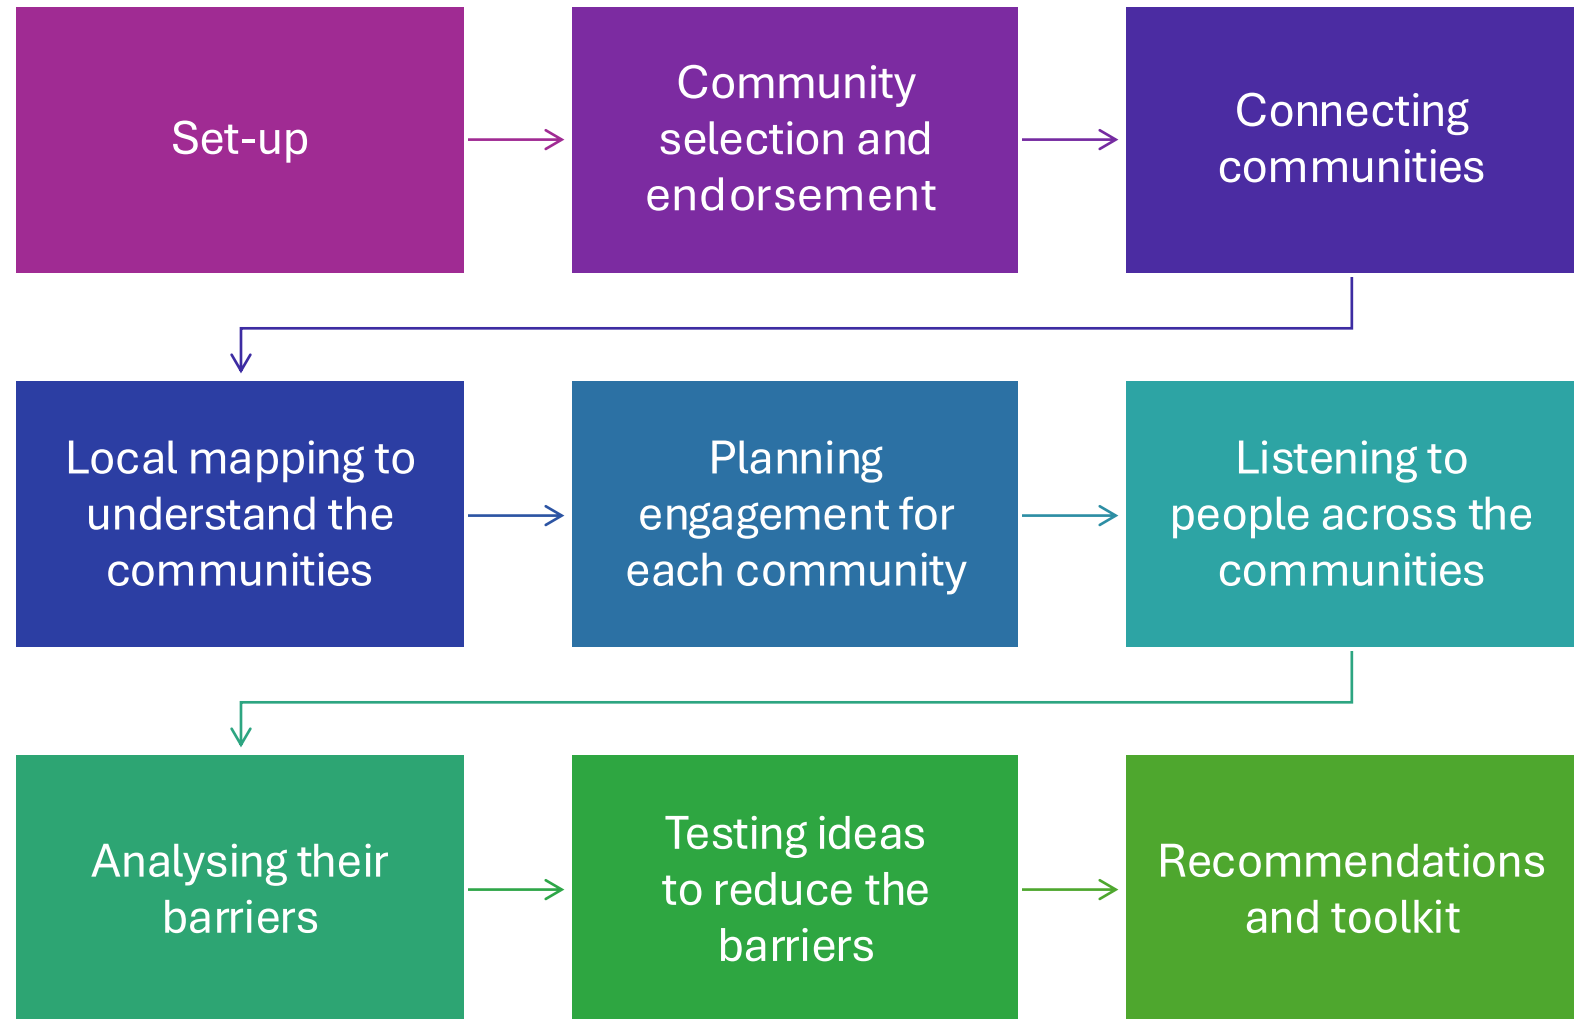 Set-up
Community
selection and
endorsement
Connecting
communities
Local mapping to
understand the
communities
Planning
engagement for
each community
Listening to
people across the
communities
Analysing their
barriers
Testing ideas
to reduce the
barriers
Recommendations
and toolkit